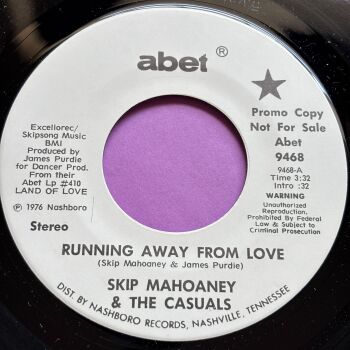 abet ®
Excellorec/
Skipsong Music
BMI
Produced by
James Purdie
for Dancer Prod.
From their
Abet Lp #410
LAND OF LOVE
℗ 1976 Nashboro
Stereo
Promo Copy
Not For Sale
Abet
9468
9468-A
Time 3:32
Intro :32
WARNING
Unauthorized
Reproduction,
Prohibited By Federal
Law & Subject to
Criminal Prosecution
RUNNING AWAY FROM LOVE
(Skip Mahoaney & James Purdie)
SKIP MAHOANEY
& THE CASUALS
DIST. BY NASHBORO RECORDS, NASHVILLE, TENNESSEE